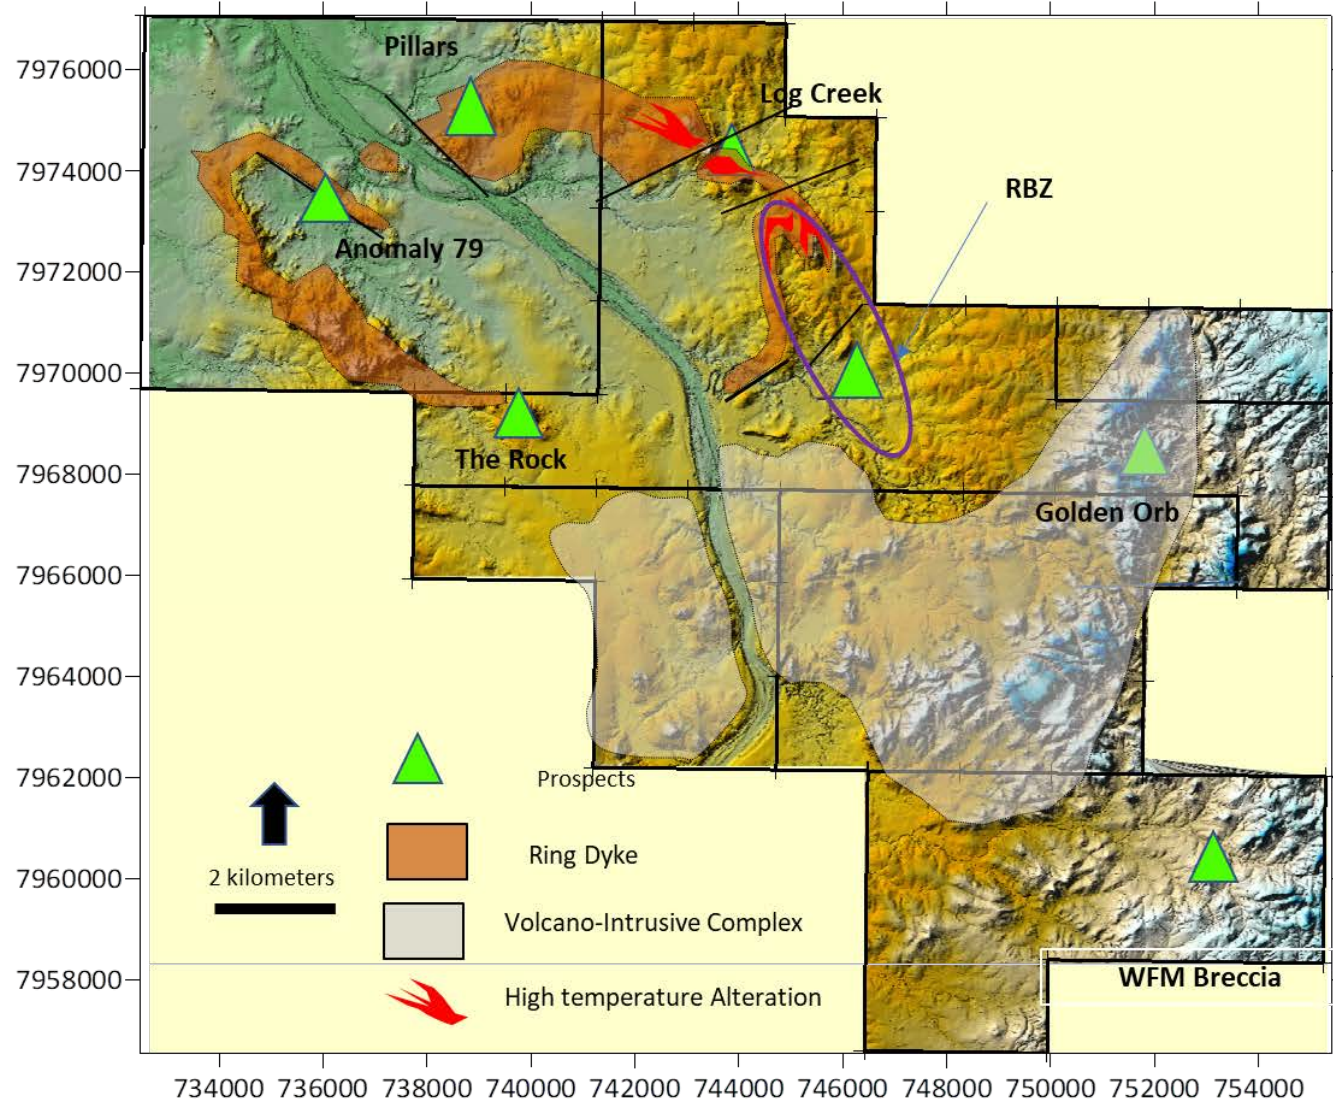 Pillars
7976000
Log Creek
7974000
RBZ
Anomaly 79
7972000
7970000
The Rock
7968000
Golden Orb
7966000
7964000
7962000
Prospects
Ring Dyke
2 kilometers
7960000
Volcano-Intrusive Complex
7958000
WFM Breccia
High temperature Alteration
734000 736000 738000 740000 742000 744000 746000 748000 750000 752000 754000